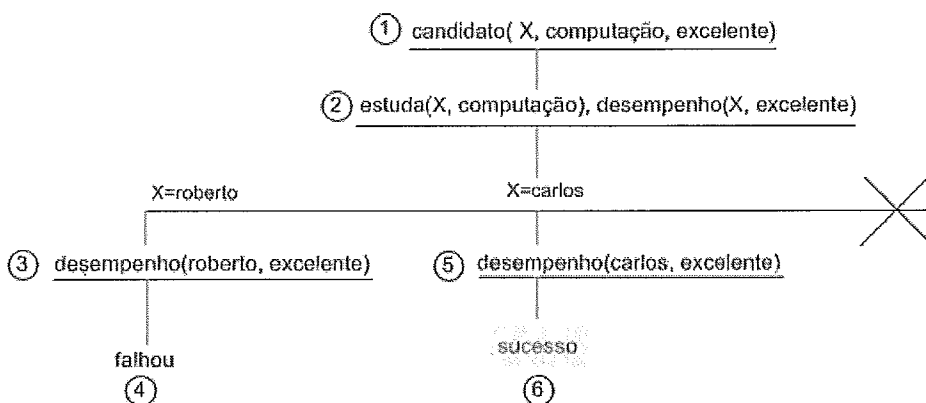 ① candidato( X, computação, excelente)
② estuda(X, computação), desempenho(X, excelente)
X=roberto
X=carlos
③ desempenho(roberto, excelente)
⑤ desempenho(carlos, excelente)
falhou
sucesso
④
⑥